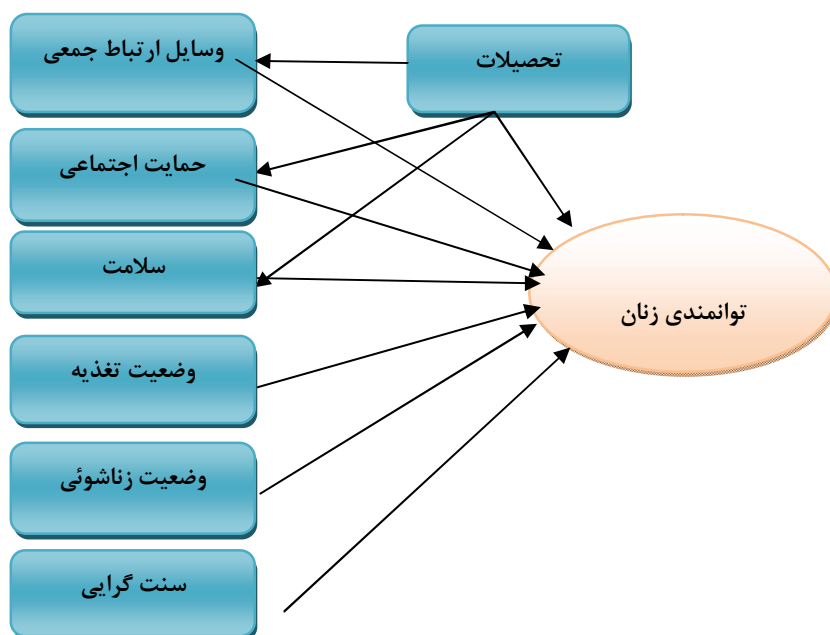 وسایل ارتباط جمعی
تحصیلات
حمایت اجتماعی
سلامت
توانمندی زنان
وضعیت تغذیه
وضعیت زناشوئی
سنت گرایی